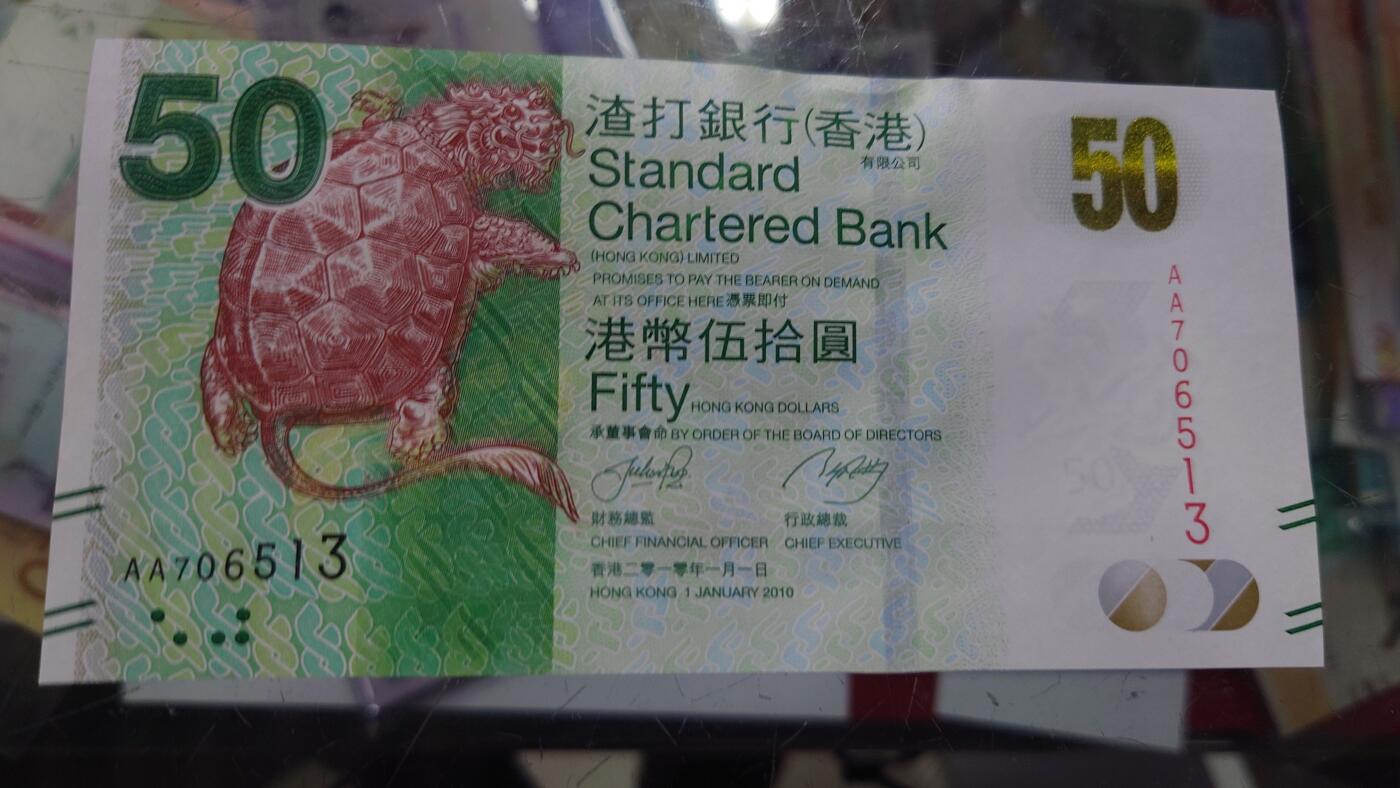 50
渣打銀行(香港)
有限公司
Standard
Chartered Bank
(HONG KONG) LIMITED
PROMISES TO PAY THE BEARER ON DEMAND
AT ITS OFFICE HERE 憑票即付
港幣伍拾圓
Fifty HONG KONG DOLLARS
承董事會命 BY ORDER OF THE BOARD OF DIRECTORS
財務總監 行政總裁
CHIEF FINANCIAL OFFICER CHIEF EXECUTIVE
香港二零一零年一月一日
HONG KONG 1 JANUARY 2010
AA706513
50
AA706513